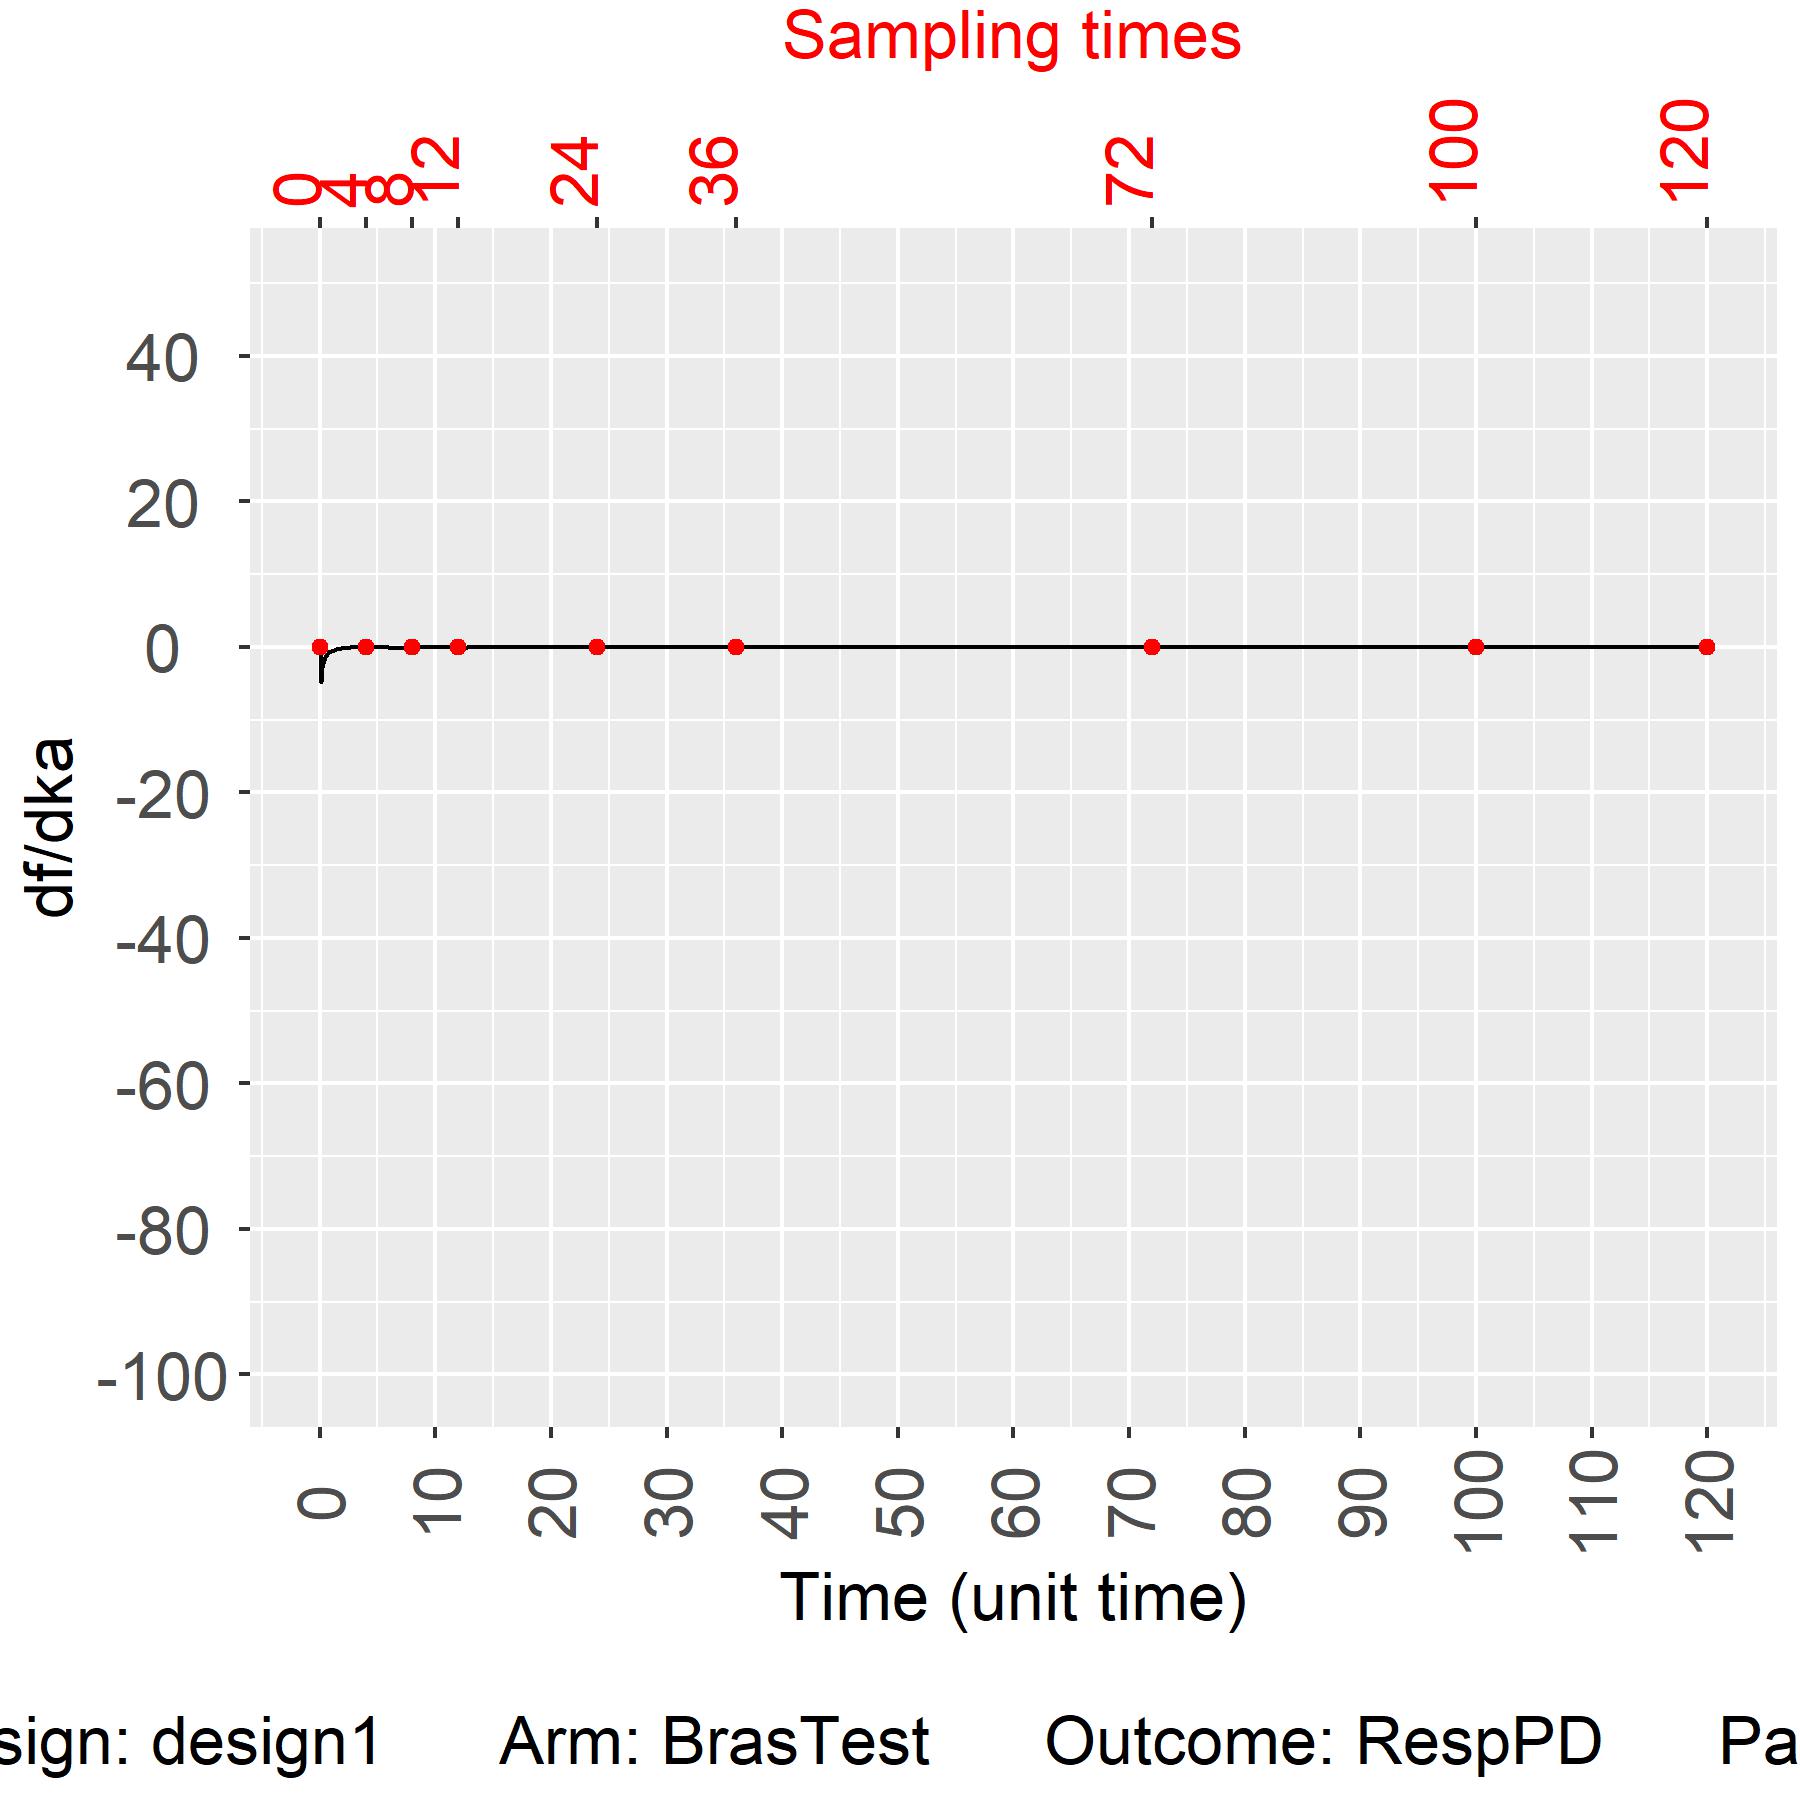 Sampling times
0 4 8 12 24 36 72 100 120
40
20
0
-20
-40
-60
-80
-100
df/dka
0 10 20 30 40 50 60 70 80 90 100 110 120
Time (unit time)
sign: design1 Arm: BrasTest Outcome: RespPD Pa